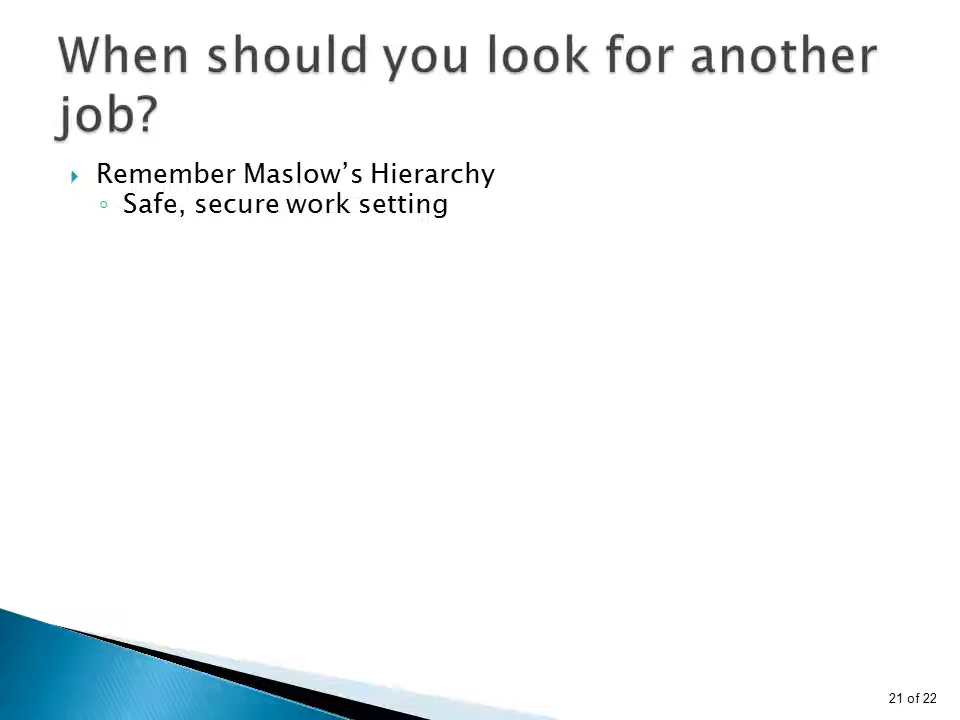 When should you look for another
job?
Remember Maslow’s Hierarchy
Safe, secure work setting
21 of 22